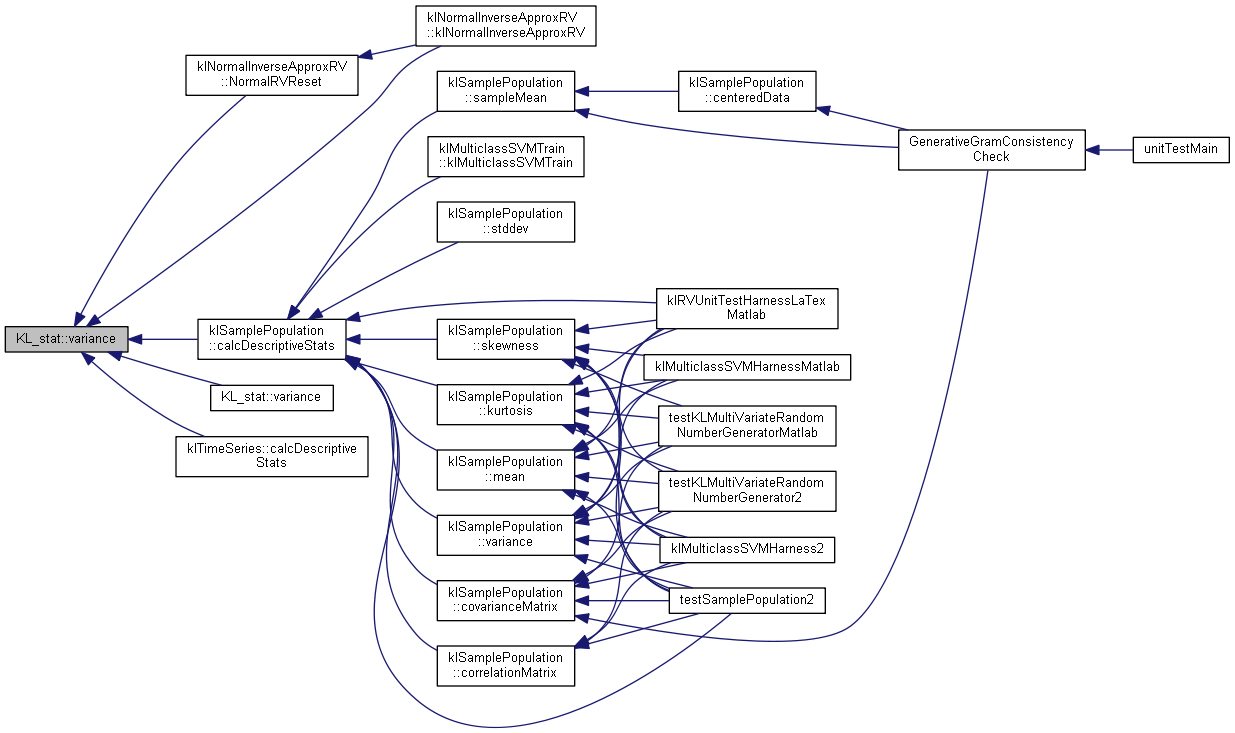 klNormalInverseApproxRV
::klNormalInverseApproxRV
klNormalInverseApproxRV
::NormalRVReset
klSamplePopulation
::sampleMean
klSamplePopulation
::centeredData
GenerativeGramConsistency
Check
unitTestMain
klMulticlassSVMTrain
::klMulticlassSVMTrain
klSamplePopulation
::stddev
KL_stat::variance
klSamplePopulation
::calcDescriptiveStats
KL_stat::variance
klTimeSeries::calcDescriptive
Stats
klSamplePopulation
::skewness
klSamplePopulation
::kurtosis
klSamplePopulation
::mean
klSamplePopulation
::variance
klSamplePopulation
::covarianceMatrix
klSamplePopulation
::correlationMatrix
klRVUnitTestHarnessLaTex
Matlab
klMulticlassSVMHarnessMatlab
testKLMultiVariateRandom
NumberGeneratorMatlab
testKLMultiVariateRandom
NumberGenerator2
klMulticlassSVMHarness2
testSamplePopulation2